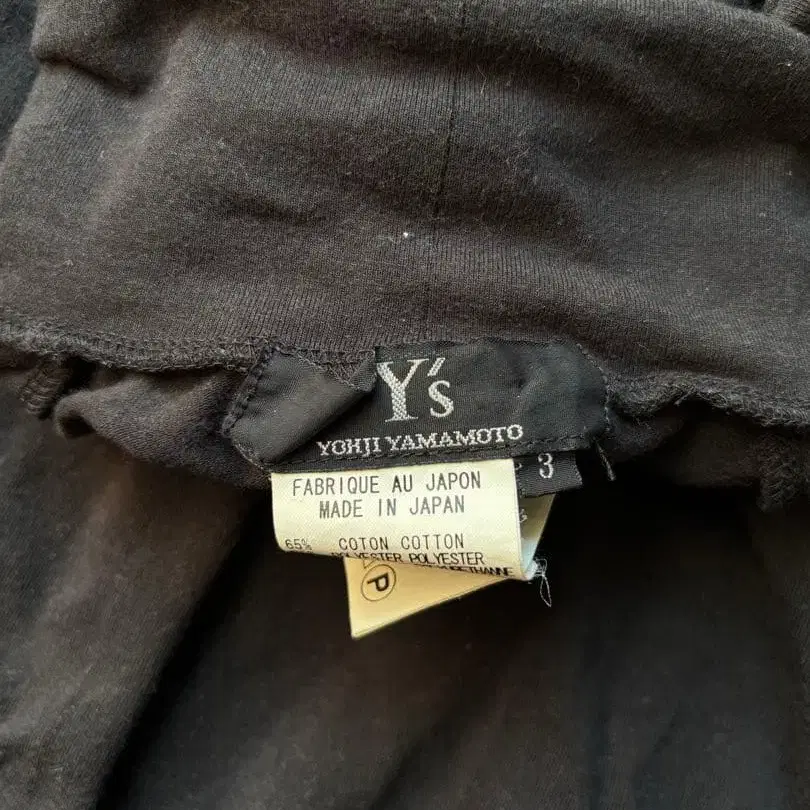 Y's
YOHJI YAMAMOTO
3
FABRIQUE AU JAPON
MADE IN JAPAN
65% COTON COTTON
POLYESTER POLYESTER
P